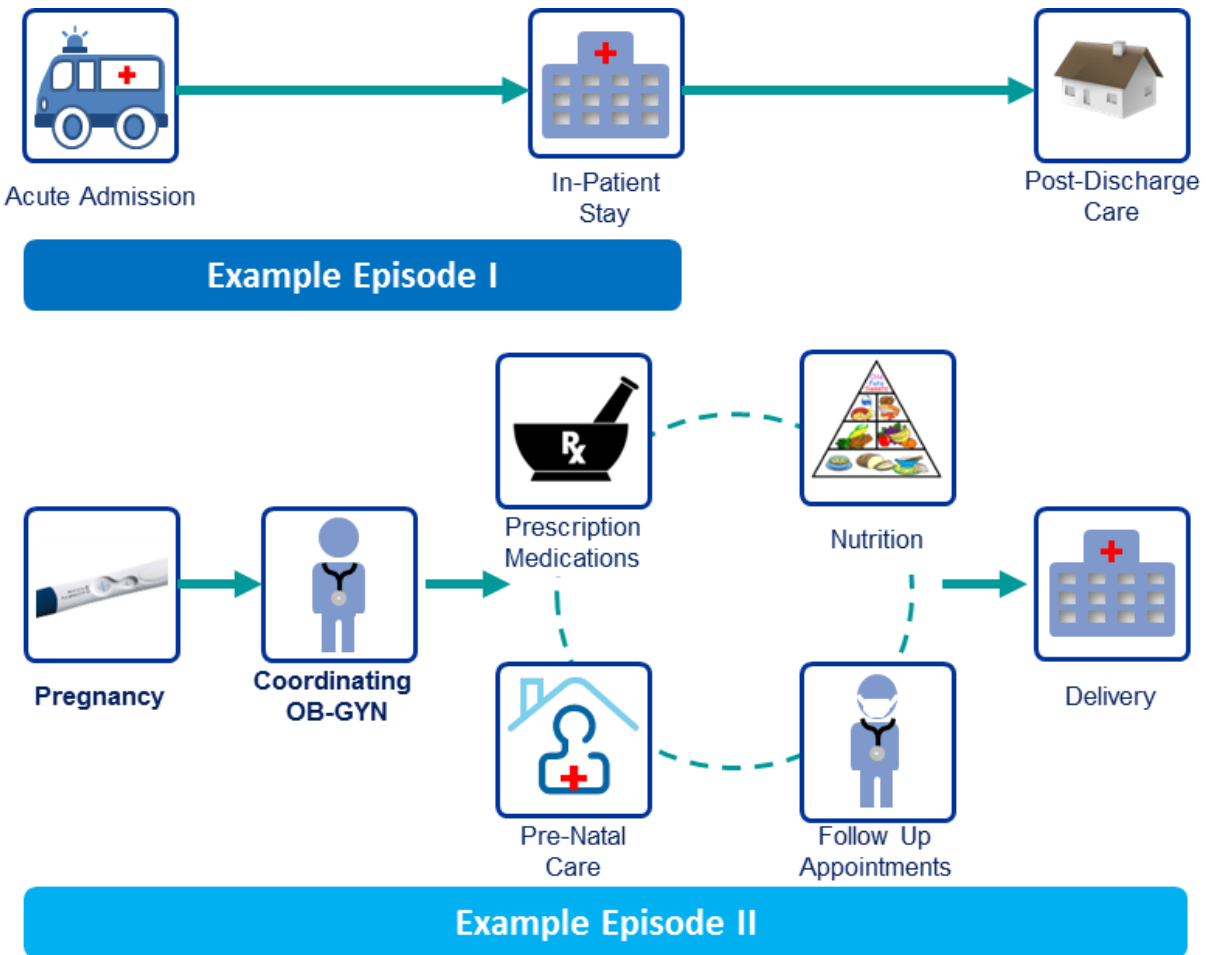 Acute Admission
In-Patient
Stay
Post-Discharge
Care
Example Episode I
Rx
Prescription
Medications
Nutrition
Pregnancy
Coordinating
OB-GYN
Delivery
Pre-Natal
Care
Follow Up
Appointments
Example Episode II